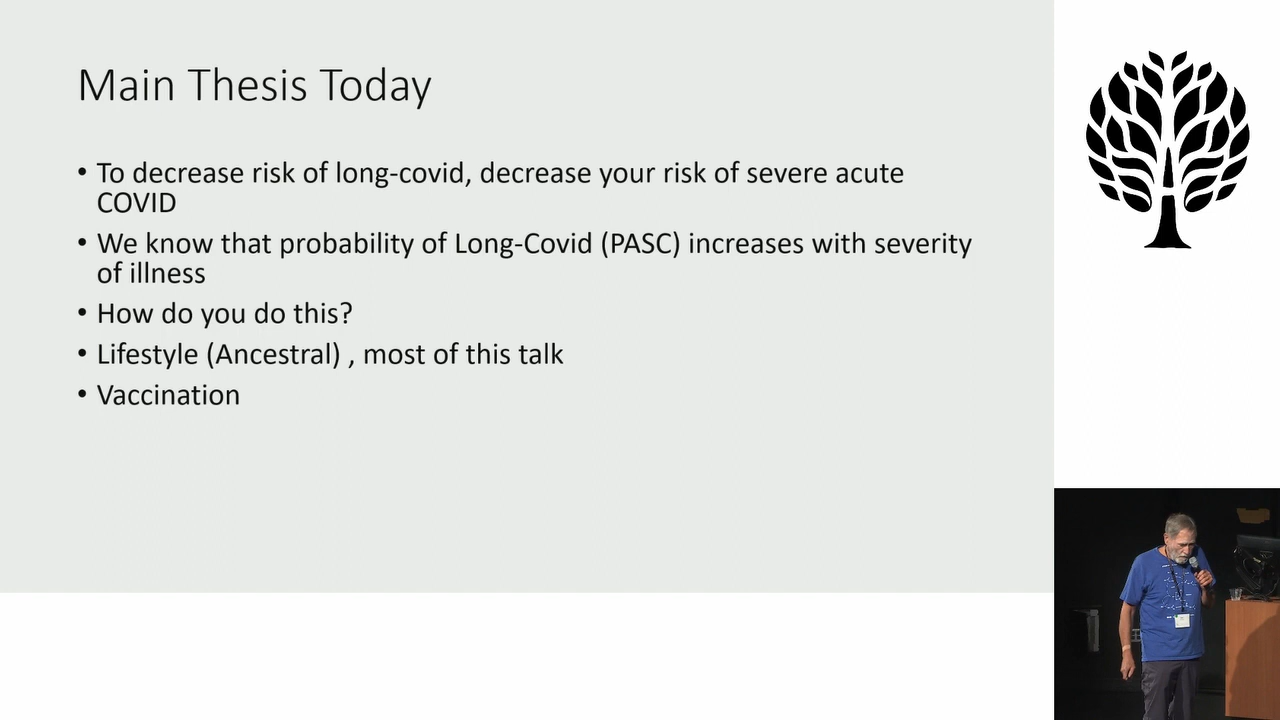 Main Thesis Today
• To decrease risk of long-covid, decrease your risk of severe acute
COVID
• We know that probability of Long-Covid (PASC) increases with severity
of illness
• How do you do this?
• Lifestyle (Ancestral) , most of this talk
• Vaccination